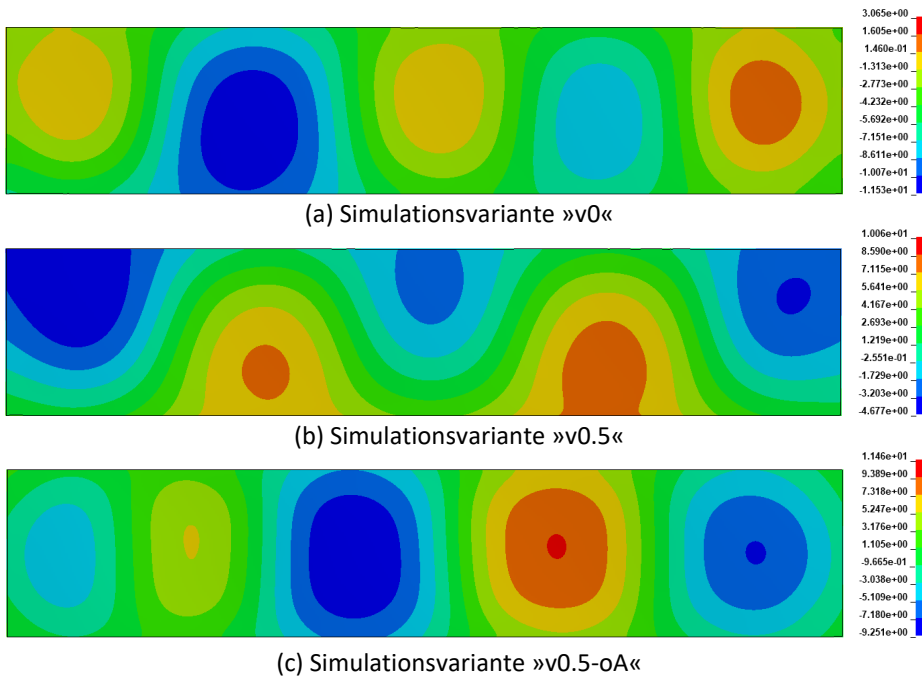 3.065e+00
1.605e+00
1.460e-01
-1.313e+00
-2.773e+00
-4.232e+00
-5.692e+00
-7.151e+00
-8.611e+00
-1.007e+01
-1.153e+01
(a) Simulationsvariante »v0«
1.006e+01
8.590e+00
7.115e+00
5.641e+00
4.167e+00
2.693e+00
1.219e+00
-2.551e-01
-1.729e+00
-3.203e+00
-4.677e+00
(b) Simulationsvariante »v0.5«
1.146e+01
9.389e+00
7.318e+00
5.247e+00
3.176e+00
1.105e+00
-9.665e-01
-3.038e+00
-5.109e+00
-7.180e+00
-9.251e+00
(c) Simulationsvariante »v0.5-oA«